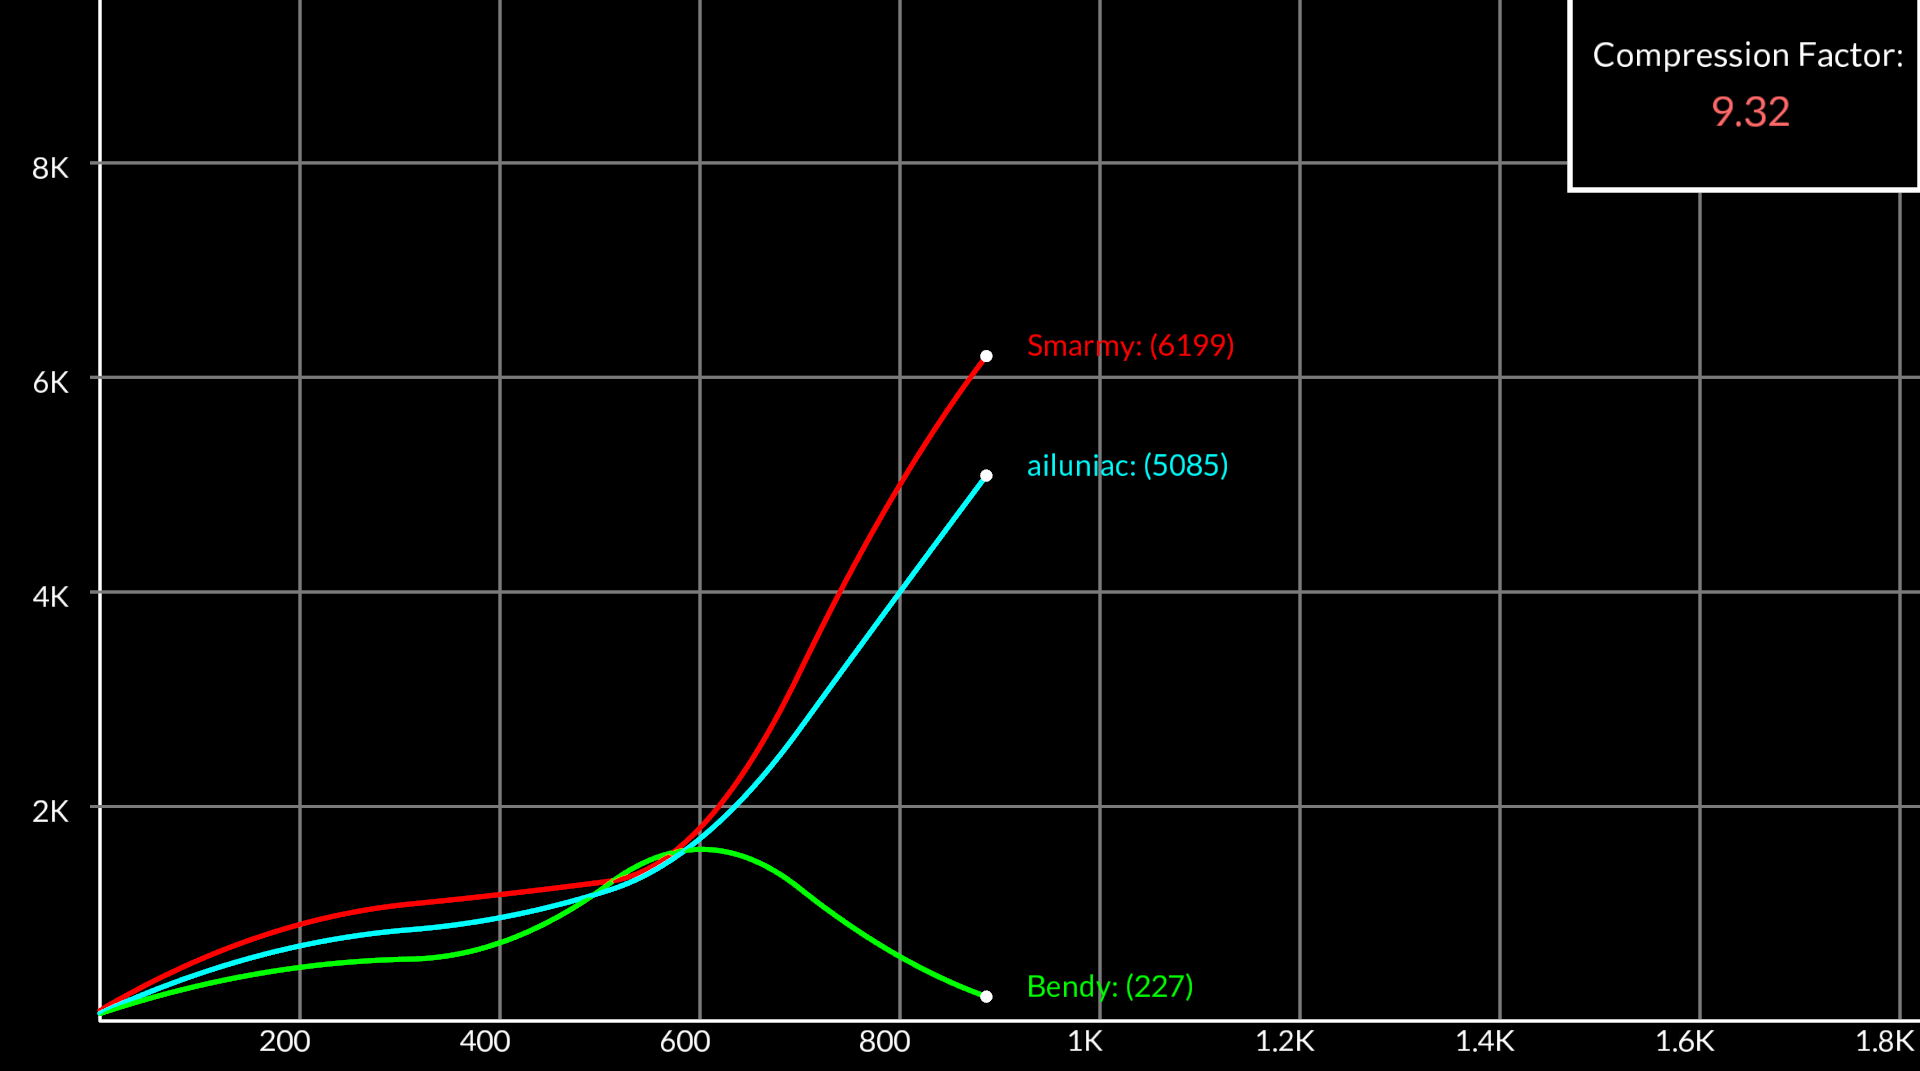 Compression Factor:
9.32
8K
6K
4K
2K
Smarmy: (6199)
ailuniac: (5085)
Bendy: (227)
200 400 600 800 1K 1.2K 1.4K 1.6K 1.8K